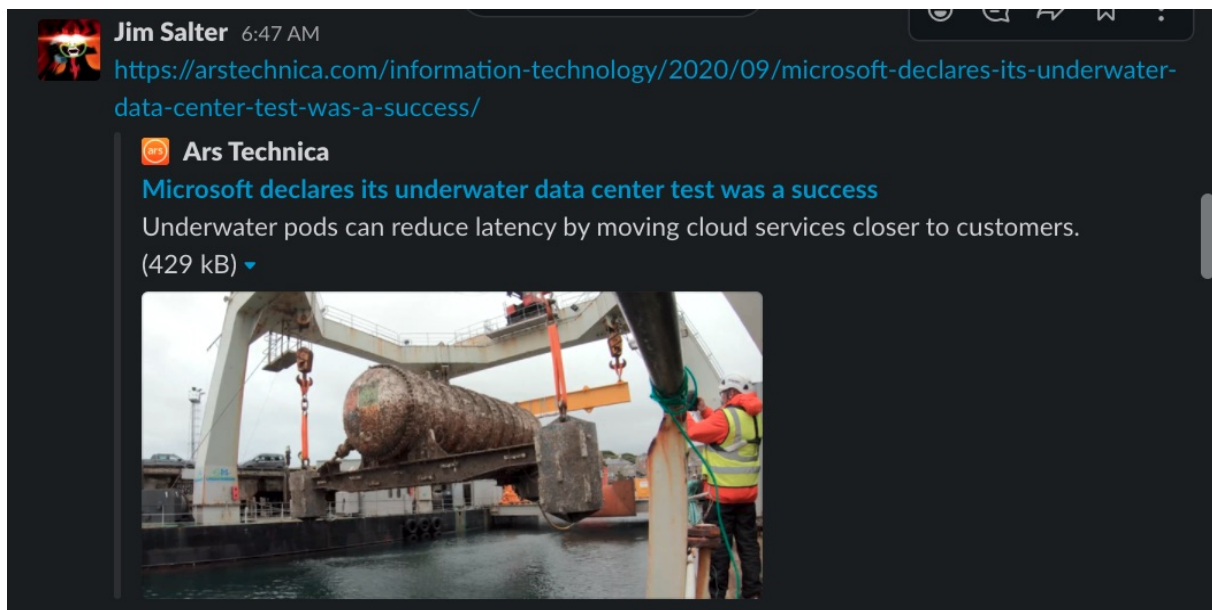 Jim Salter 6:47 AM
https://arstechnica.com/information-technology/2020/09/microsoft-declares-its-underwater-
data-center-test-was-a-success/
ars Ars Technica
Microsoft declares its underwater data center test was a success
Underwater pods can reduce latency by moving cloud services closer to customers.
(429 kB)